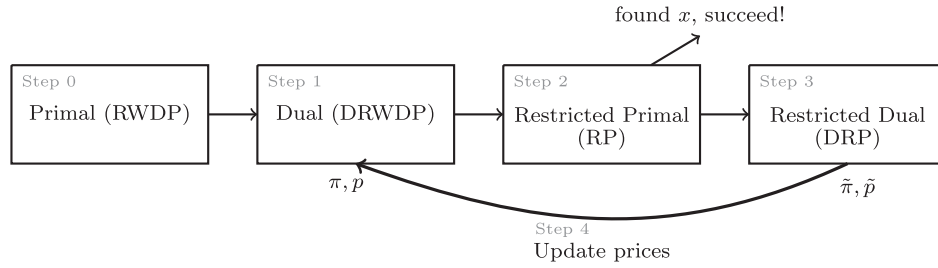 found x, succeed!
Step 0
Primal (RWDP)
Step 1
Dual (DRWDP)
Step 2
Restricted Primal
(RP)
Step 3
Restricted Dual
(DRP)
π, p
π̃, p̃
Step 4
Update prices